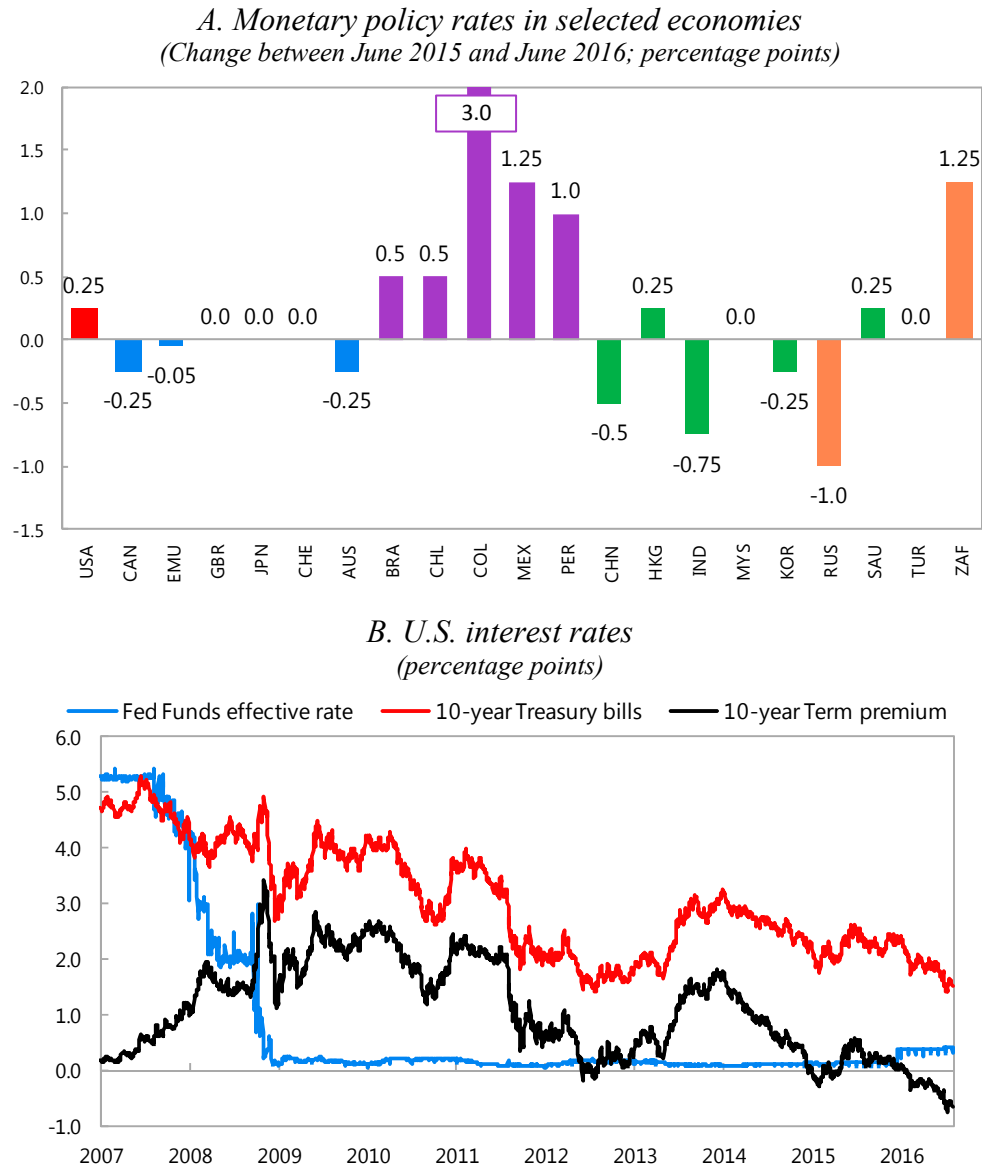 A. Monetary policy rates in selected economies
(Change between June 2015 and June 2016; percentage points)
2.0
1.5
1.0
0.5
0.0
-0.5
-1.0
-1.5
0.25
-0.25
-0.05
0.0
0.0
0.0
-0.25
0.5
0.5
3.0
1.25
1.0
-0.5
0.25
-0.75
0.0
-0.25
-1.0
0.25
0.0
1.25
USA
CAN
EMU
GBR
JPN
CHE
AUS
BRA
CHL
COL
MEX
PER
CHN
HKG
IND
MYS
KOR
RUS
SAU
TUR
ZAF
B. U.S. interest rates
(percentage points)
Fed Funds effective rate 10-year Treasury bills 10-year Term premium
6.0
5.0
4.0
3.0
2.0
1.0
0.0
-1.0
2007 2008 2009 2010 2011 2012 2013 2014 2015 2016